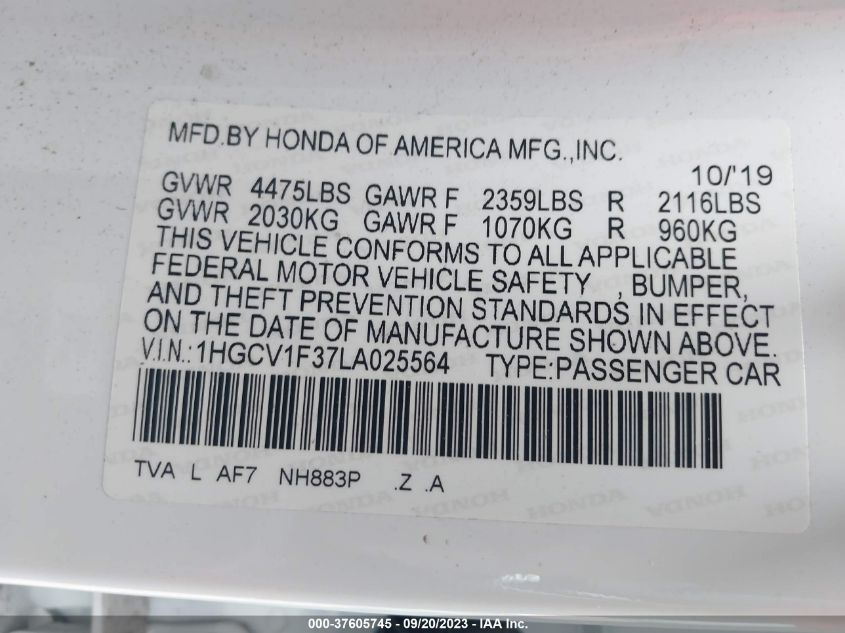 MFD.BY HONDA OF AMERICA MFG.,INC.
10/'19
GVWR 4475LBS GAWR F 2359LBS R 2116LBS
GVWR 2030KG GAWR F 1070KG R 960KG
THIS VEHICLE CONFORMS TO ALL APPLICABLE
FEDERAL MOTOR VEHICLE SAFETY , BUMPER,
AND THEFT PREVENTION STANDARDS IN EFFECT
ON THE DATE OF MANUFACTURE SHOWN ABOVE.
V.I.N.: 1HGCV1F37LA025564 TYPE:PASSENGER CAR
TVA L AF7 NH883P .Z .A
000-37605745 - 09/20/2023 - IAA Inc.